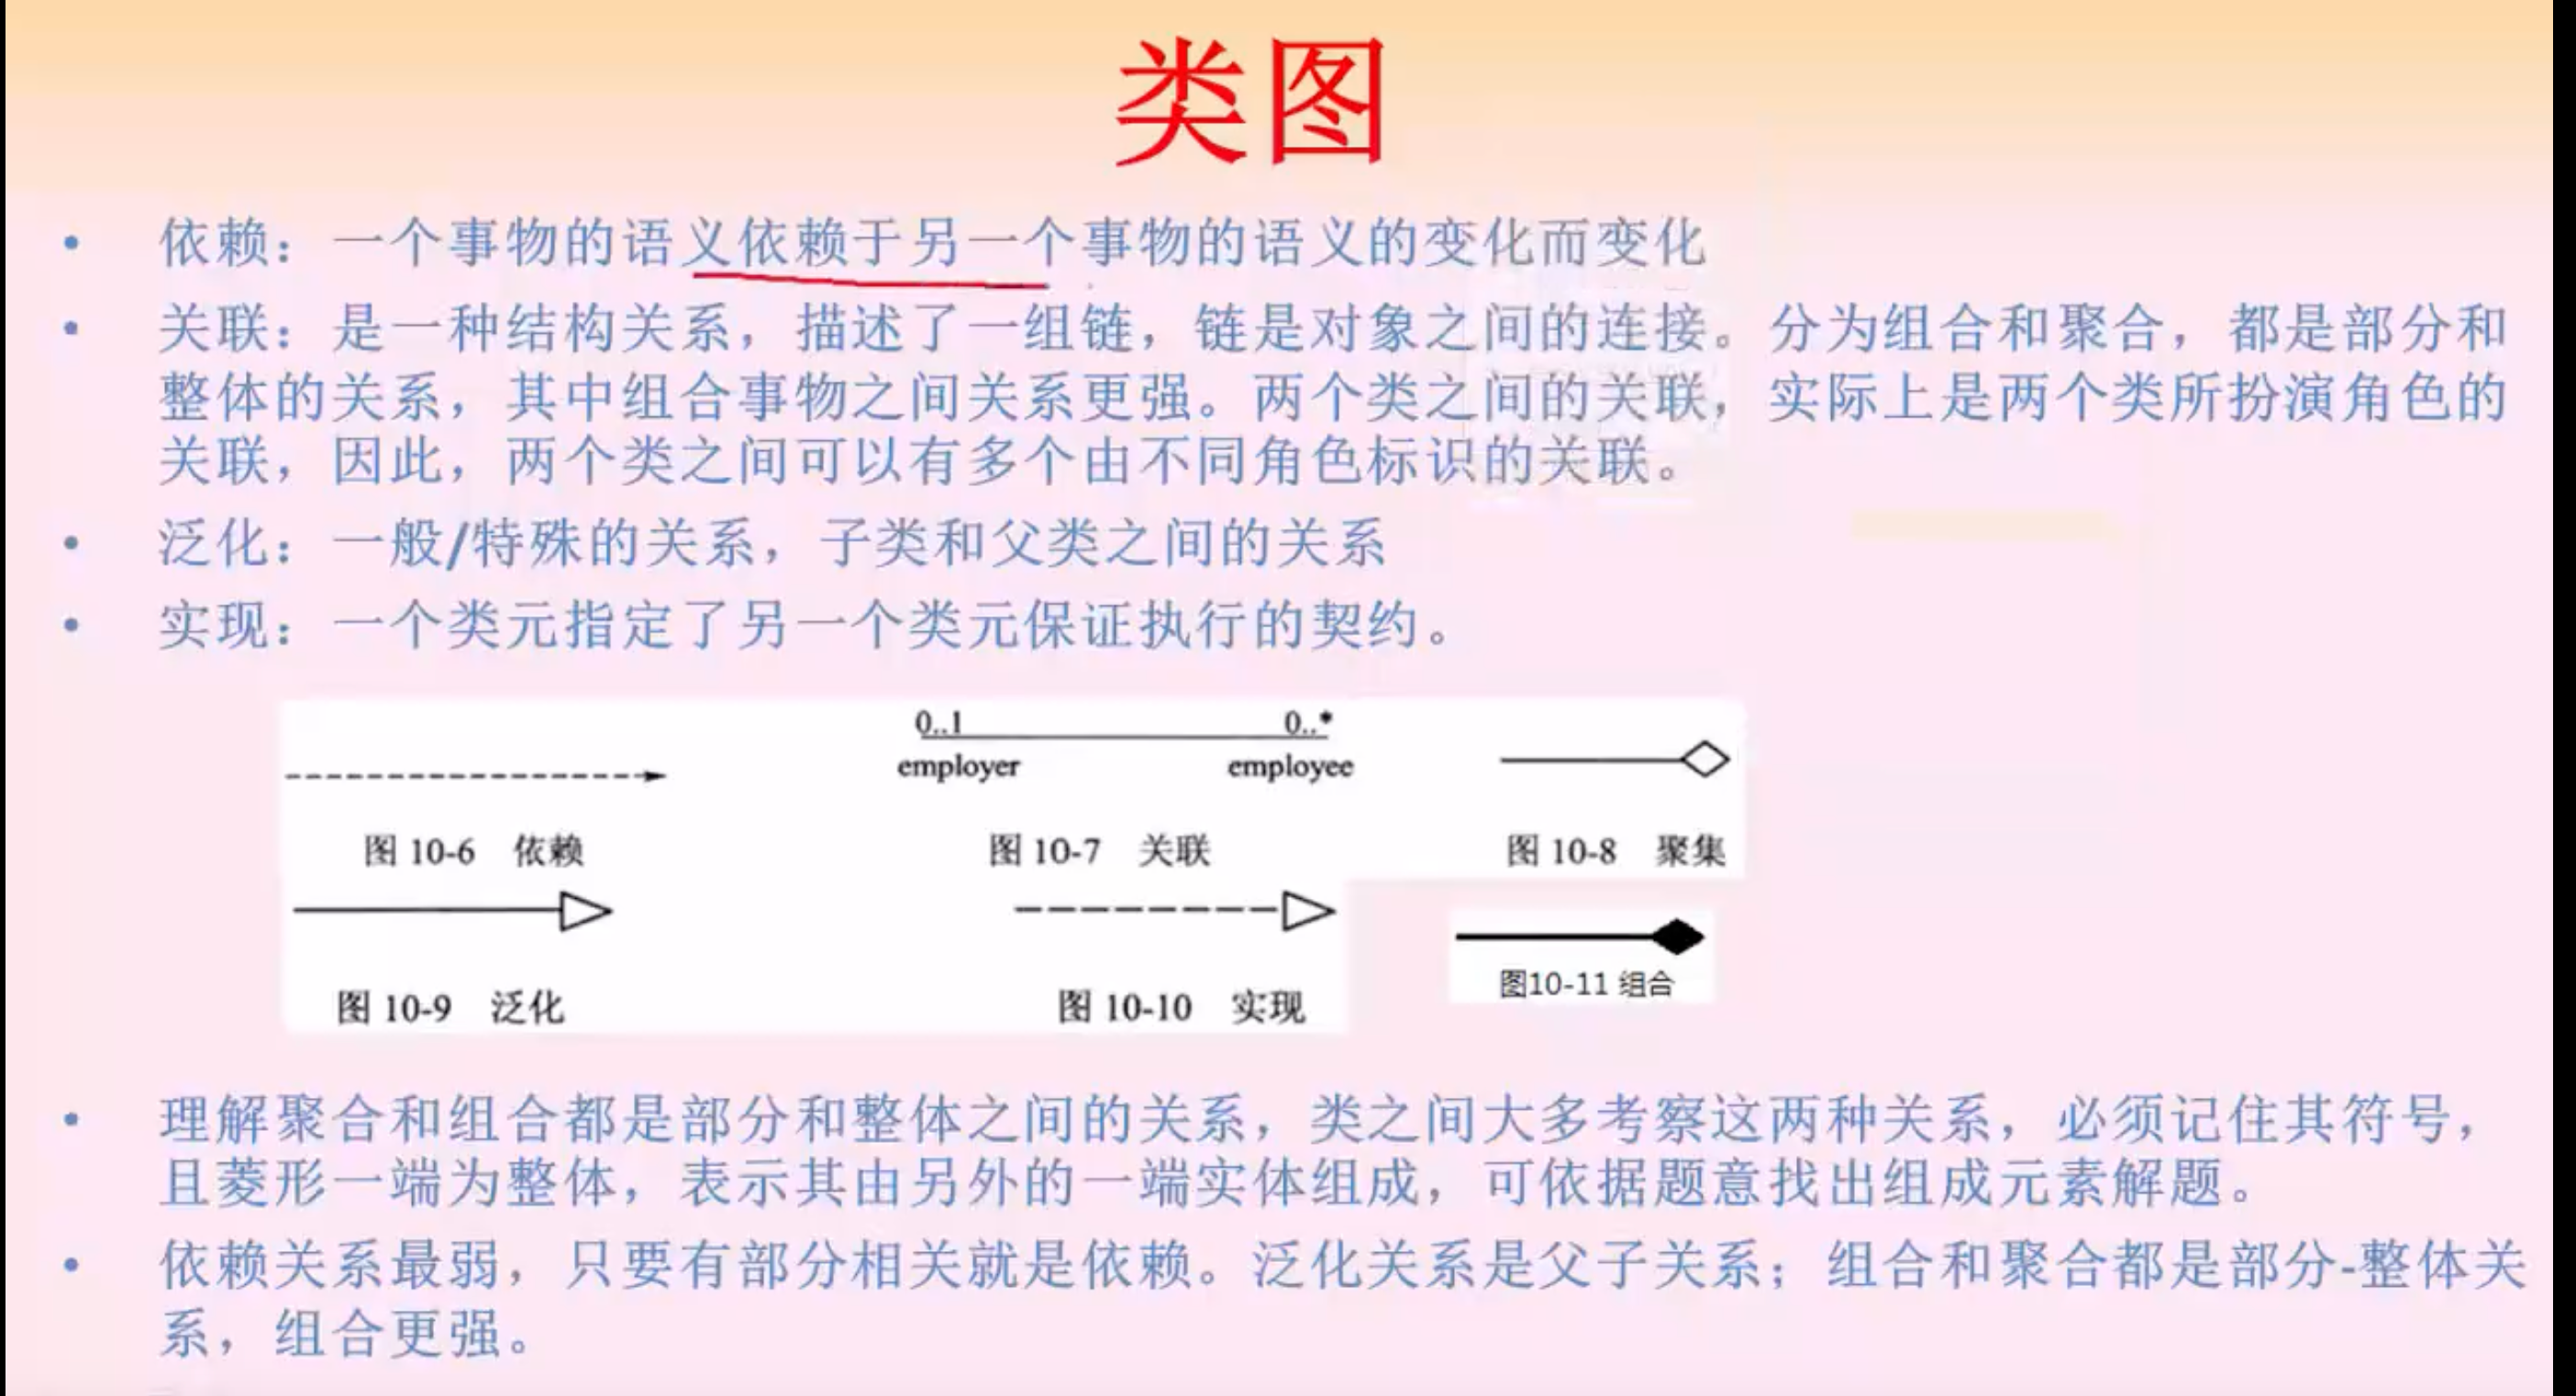 类图
依赖：一个事物的语义依赖于另一个事物的语义的变化而变化
关联：是一种结构关系，描述了一组链，链是对象之间的连接。分为组合和聚合，都是部分和
整体的关系，其中组合事物之间关系更强。两个类之间的关联，实际上是两个类所扮演角色的
关联，因此，两个类之间可以有多个由不同角色标识的关联。
泛化：一般/特殊的关系，子类和父类之间的关系
实现：一个类元指定了另一个类元保证执行的契约。
0..1 0..*
employer employee
图 10-6 依赖 图 10-7 关联 图 10-8 聚集
图 10-9 泛化 图 10-10 实现 图10-11 组合
理解聚合和组合都是部分和整体之间的关系，类之间大多考察这两种关系，必须记住其符号，
且菱形一端为整体，表示其由另外的一端实体组成，可依据题意找出组成元素解题。
依赖关系最弱，只要有部分相关就是依赖。泛化关系是父子关系；组合和聚合都是部分-整体关
系，组合更强。